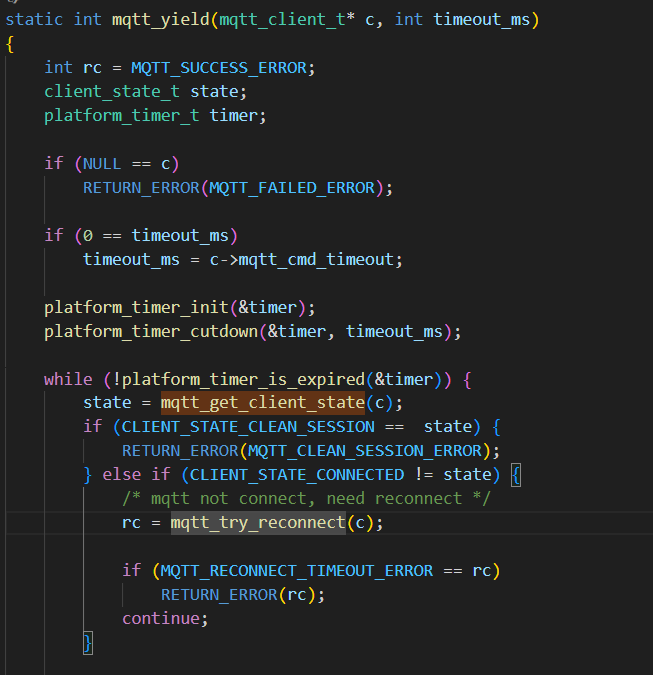 static int mqtt_yield(mqtt_client_t* c, int timeout_ms)
{
    int rc = MQTT_SUCCESS_ERROR;
    client_state_t state;
    platform_timer_t timer;
    if (NULL == c)
        RETURN_ERROR(MQTT_FAILED_ERROR);
    if (0 == timeout_ms)
        timeout_ms = c->mqtt_cmd_timeout;
    platform_timer_init(&timer);
    platform_timer_cutdown(&timer, timeout_ms);
    while (!platform_timer_is_expired(&timer)) {
        state = mqtt_get_client_state(c);
        if (CLIENT_STATE_CLEAN_SESSION ==  state) {
            RETURN_ERROR(MQTT_CLEAN_SESSION_ERROR);
        } else if (CLIENT_STATE_CONNECTED != state) {
            /* mqtt not connect, need reconnect */
            rc = mqtt_try_reconnect(c);
            if (MQTT_RECONNECT_TIMEOUT_ERROR == rc)
                RETURN_ERROR(rc);
            continue;
        }